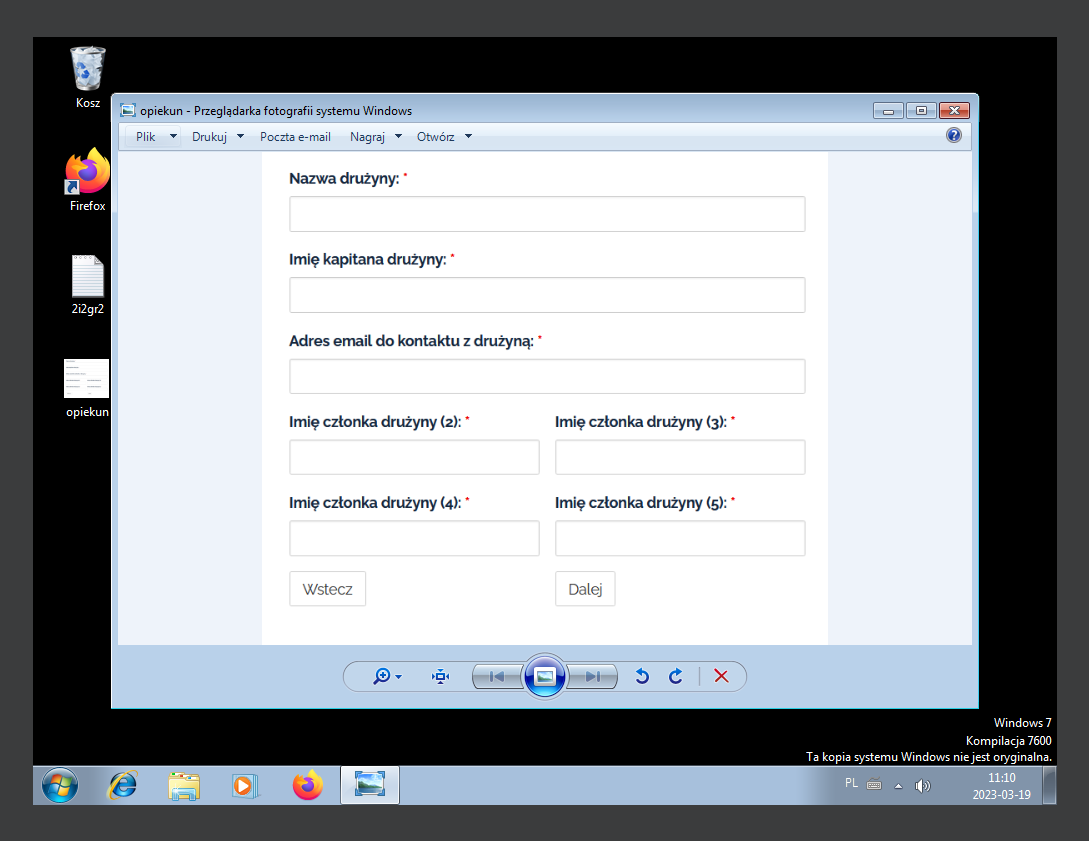 Kosz
Firefox
2i2gr2
opiekun
opiekun - Przeglądarka fotografii systemu Windows
Plik Drukuj Poczta e-mail Nagraj Otwórz
Nazwa drużyny: *
Imię kapitana drużyny: *
Adres email do kontaktu z drużyną: *
Imię członka drużyny (2): * Imię członka drużyny (3): *
Imię członka drużyny (4): * Imię członka drużyny (5): *
Wstecz Dalej
Windows 7
Kompilacja 7600
Ta kopia systemu Windows nie jest oryginalna.
PL 11:10
2023-03-19